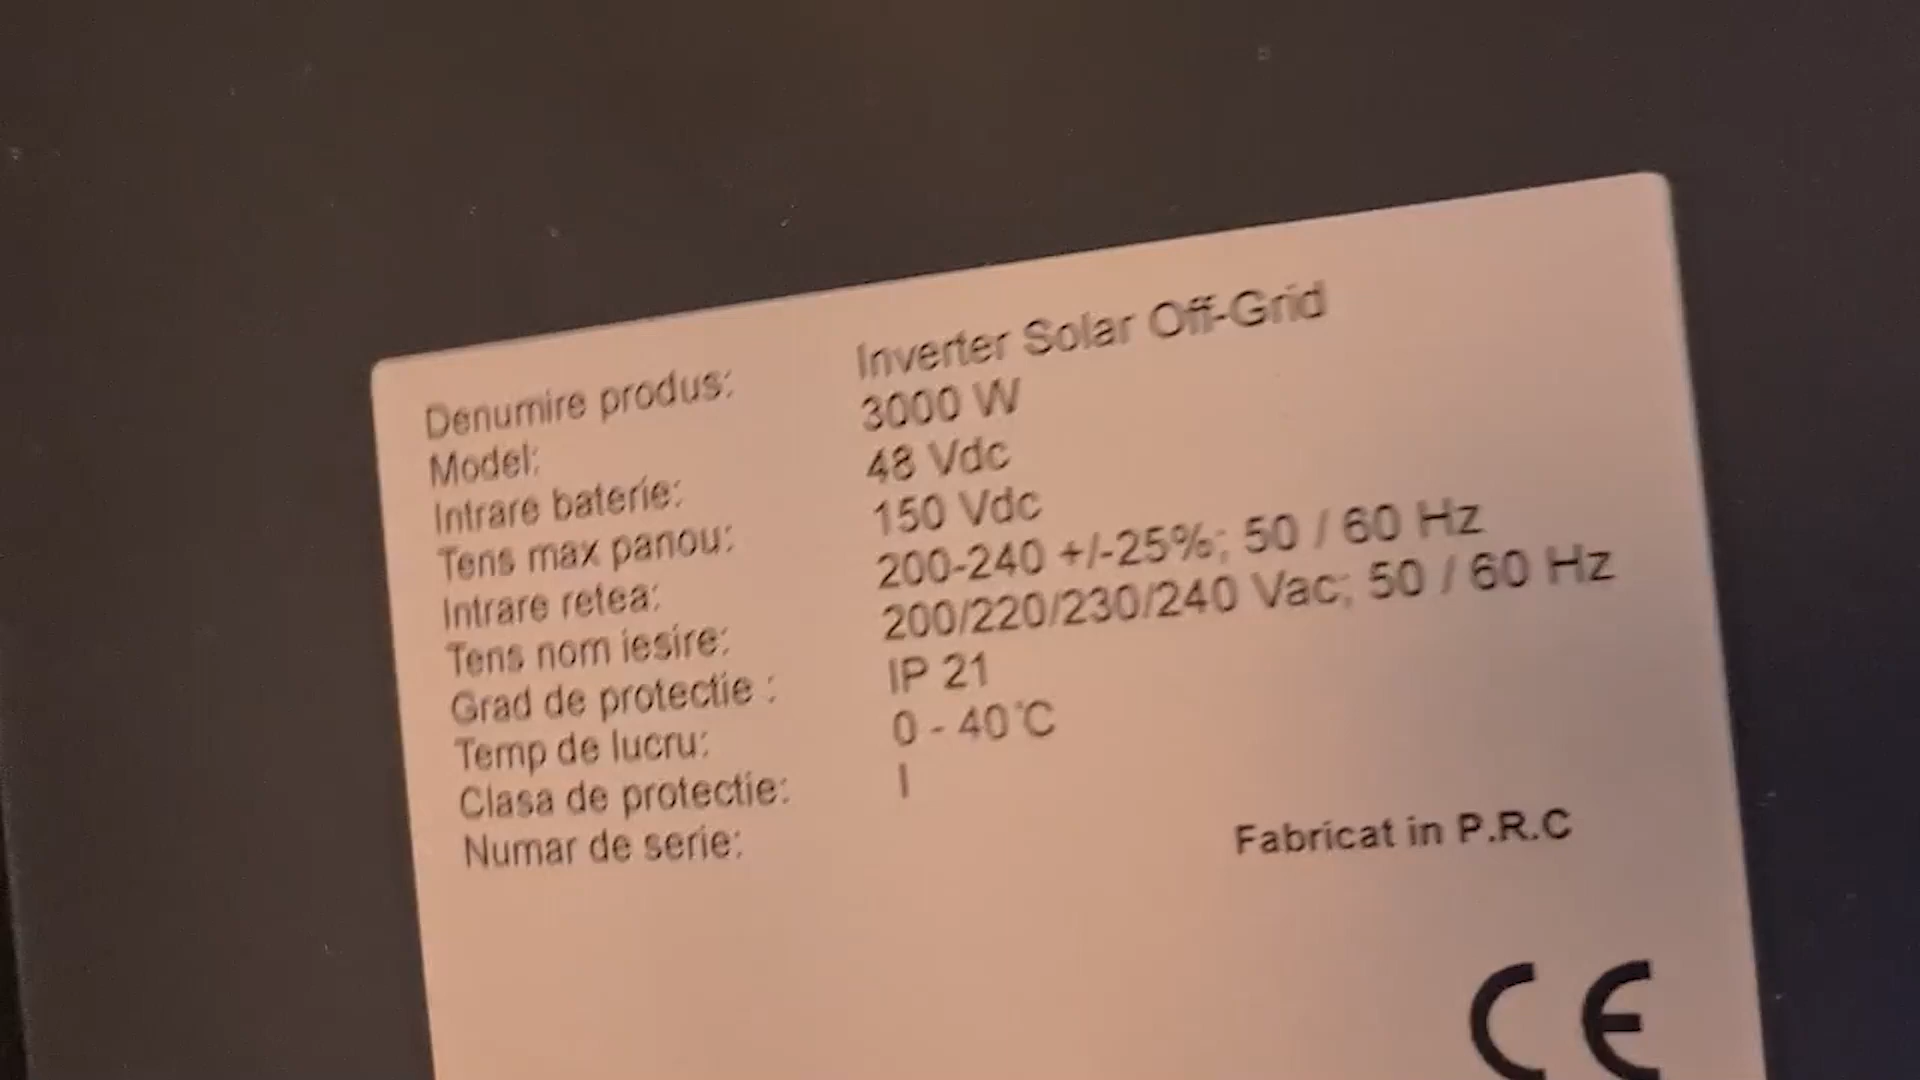 Denumire produs: Inverter Solar Off-Grid
Model: 3000 W
Intrare baterie: 48 Vdc
Tens max panou: 150 Vdc
Intrare retea: 200-240 +/-25%; 50 / 60 Hz
Tens nom iesire: 200/220/230/240 Vac; 50 / 60 Hz
Grad de protectie : IP 21
Temp de lucru: 0 - 40°C
Clasa de protectie: I
Numar de serie:
Fabricat in P.R.C
CE